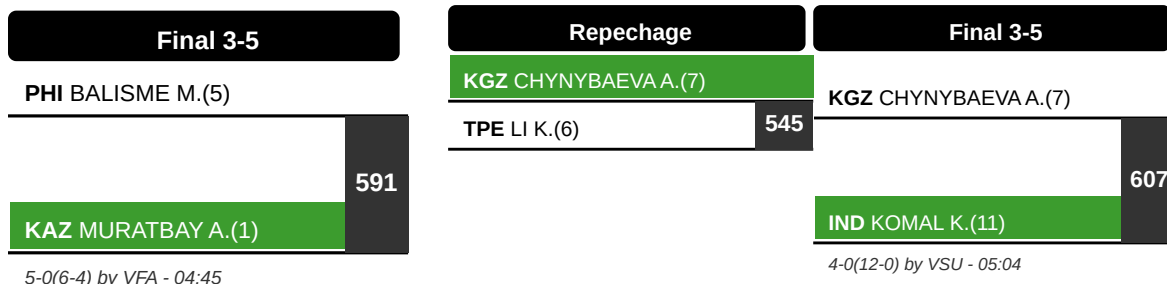 Final 3-5
PHI BALISME M.(5)
591
KAZ MURATBAY A.(1)
5-0(6-4) by VFA - 04:45
Repechage
KGZ CHYNYBAEVA A.(7)
TPE LI K.(6)
545
Final 3-5
KGZ CHYNYBAEVA A.(7)
607
IND KOMAL K.(11)
4-0(12-0) by VSU - 05:04